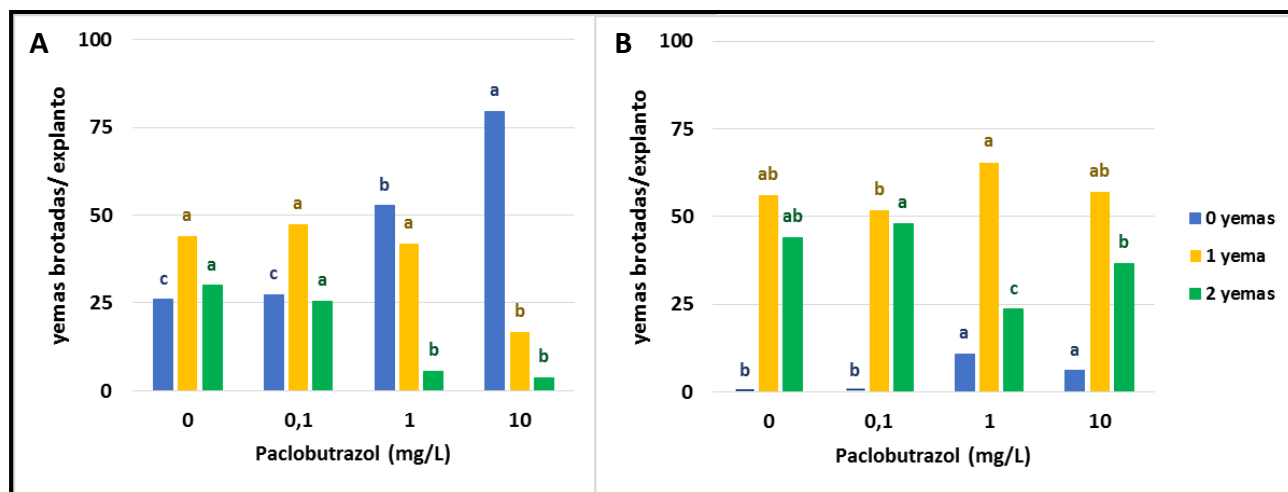 A
yemas brotadas/ explanto
100
75
50
25
0
c
a
a
c
a
a
b
a
b
a
b
b
0
0,1
1
10
Paclobutrazol (mg/L)
B
yemas brotadas/explanto
100
75
50
25
0
b
ab
ab
b
b
a
a
a
c
a
ab
b
0
0,1
1
10
Paclobutrazol (mg/L)
0 yemas
1 yema
2 yemas